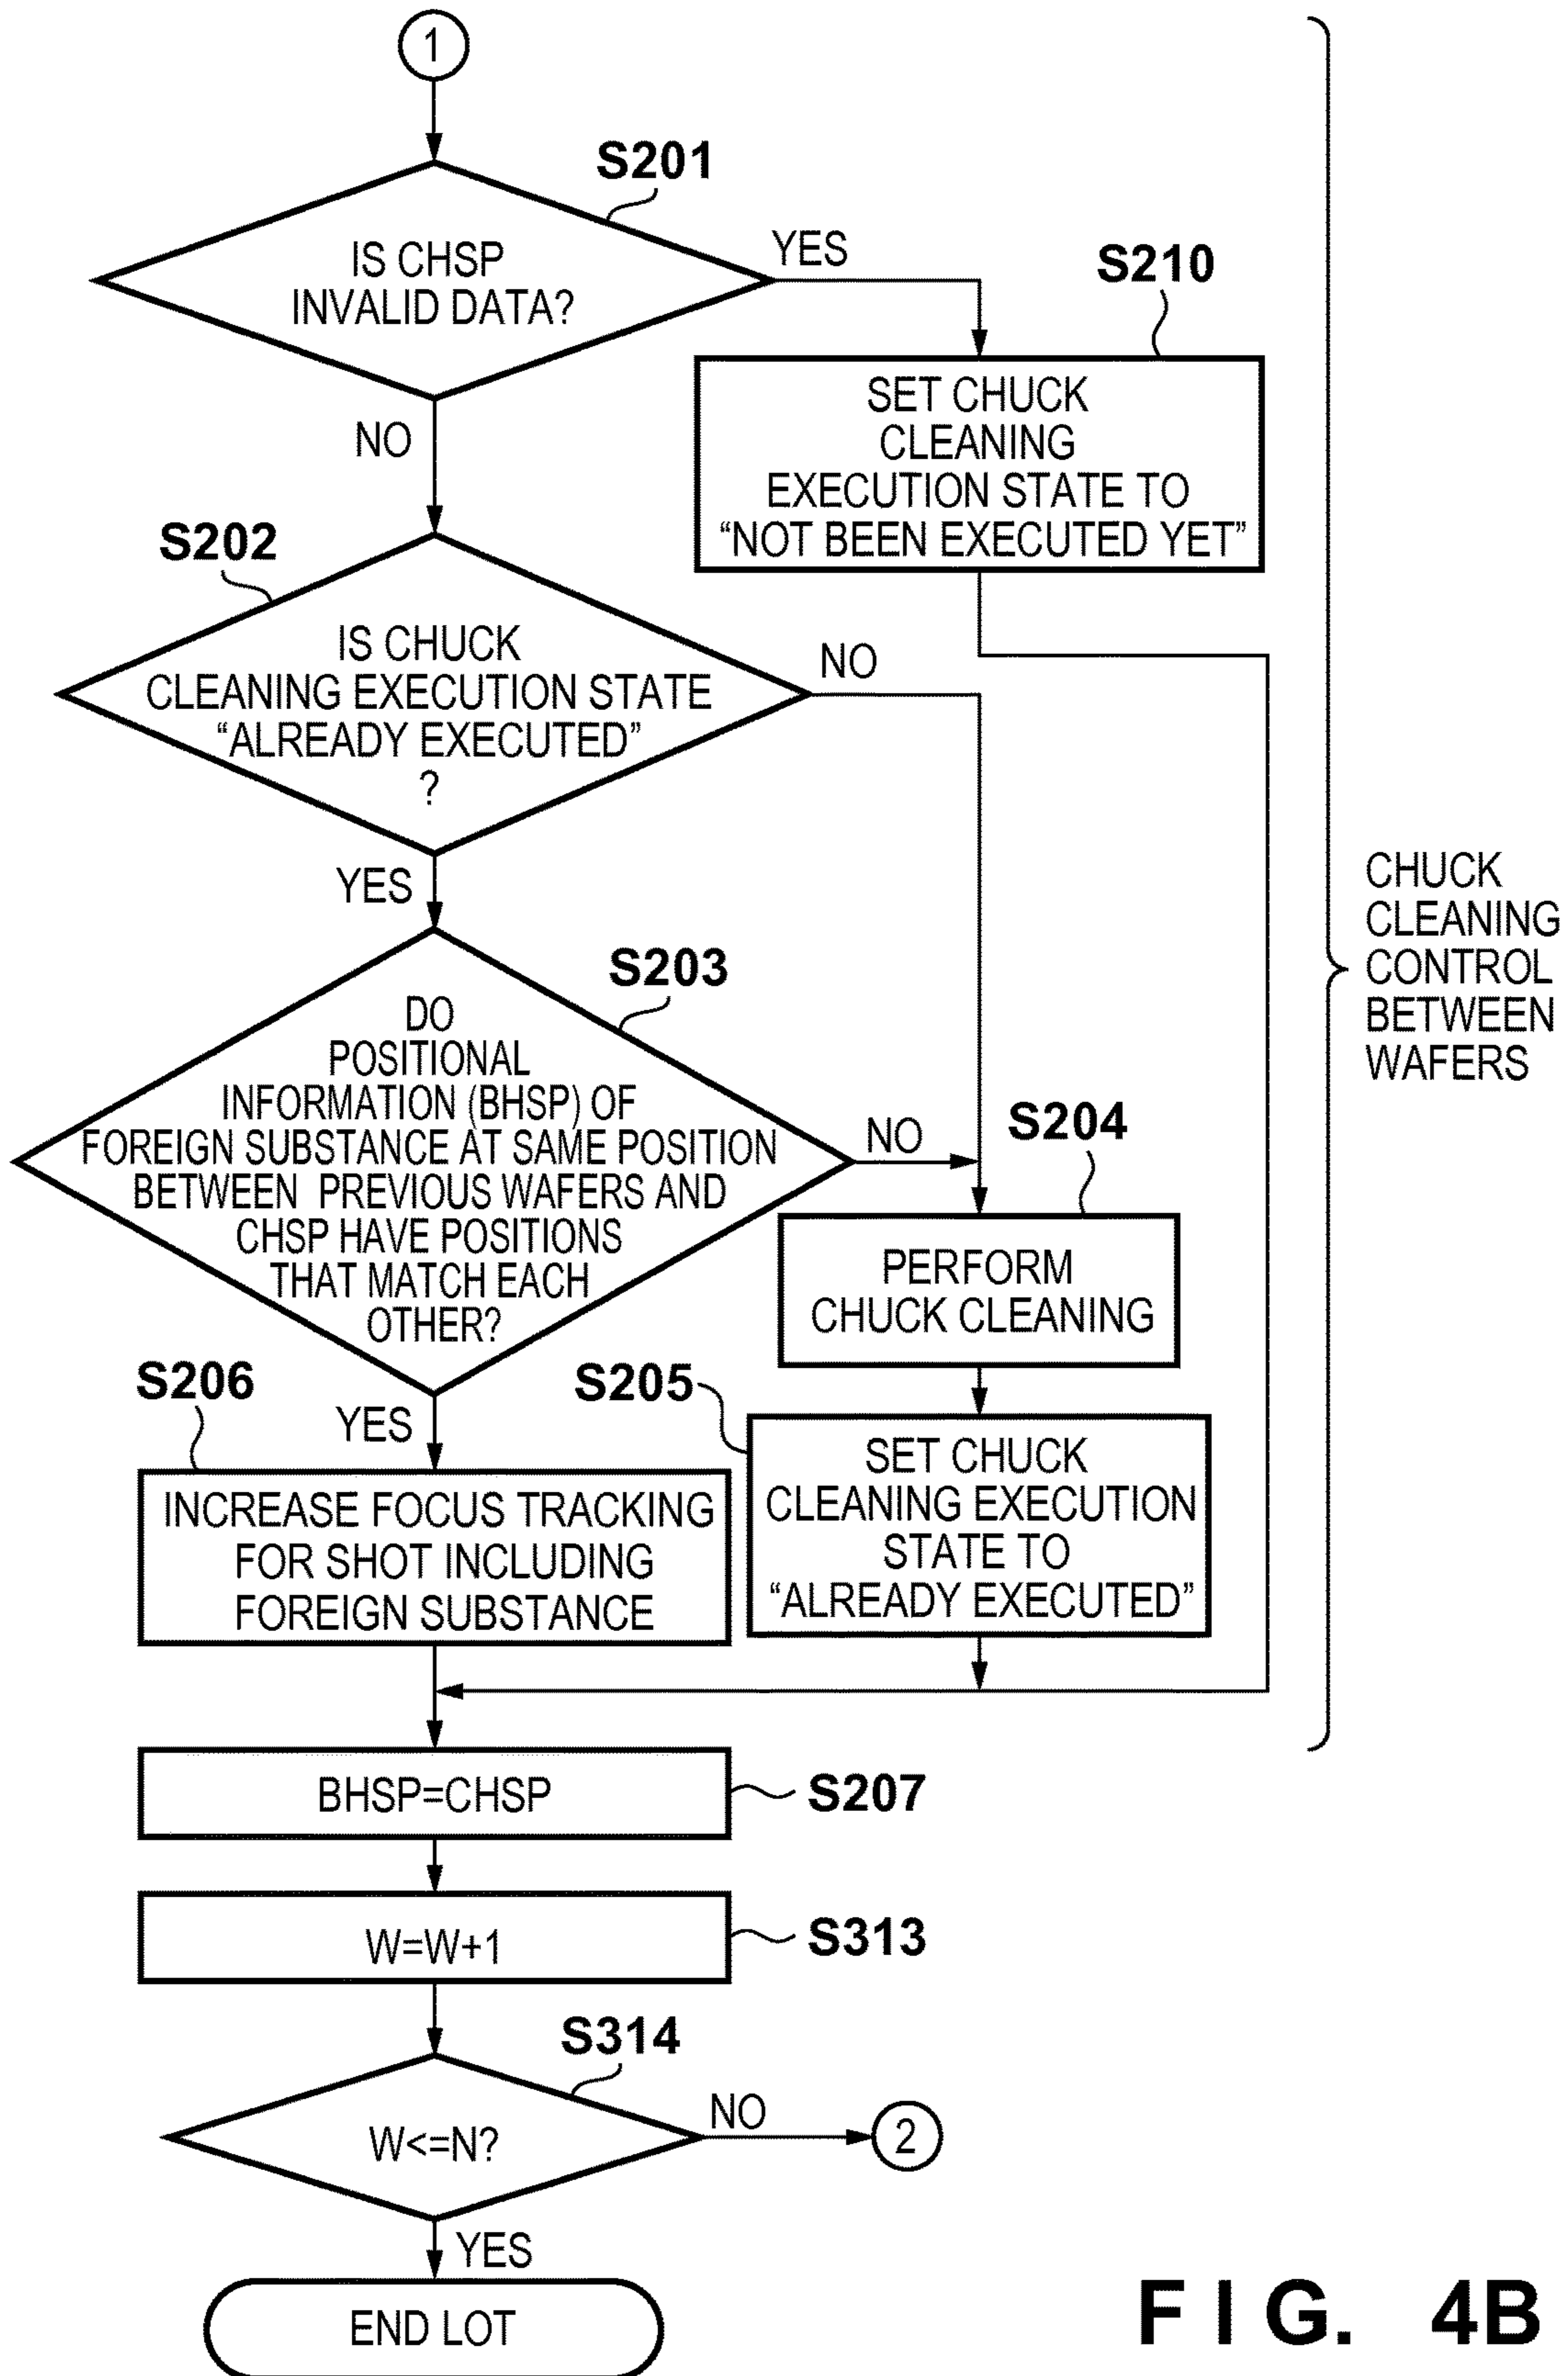 1
S201
IS CHSP
INVALID DATA?
YES
NO
S210
SET CHUCK
CLEANING
EXECUTION STATE TO
“NOT BEEN EXECUTED YET”
S202
IS CHUCK
CLEANING EXECUTION STATE
“ALREADY EXECUTED”
?
NO
YES
S203
DO
POSITIONAL
INFORMATION (BHSP) OF
FOREIGN SUBSTANCE AT SAME POSITION
BETWEEN PREVIOUS WAFERS AND
CHSP HAVE POSITIONS
THAT MATCH EACH
OTHER?
NO
YES
S204
PERFORM
CHUCK CLEANING
S205
SET CHUCK
CLEANING EXECUTION
STATE TO
“ALREADY EXECUTED”
S206
INCREASE FOCUS TRACKING
FOR SHOT INCLUDING
FOREIGN SUBSTANCE
CHUCK
CLEANING
CONTROL
BETWEEN
WAFERS
BHSP=CHSP
S207
W=W+1
S313
S314
W<=N?
NO
2
YES
END LOT
FIG. 4B